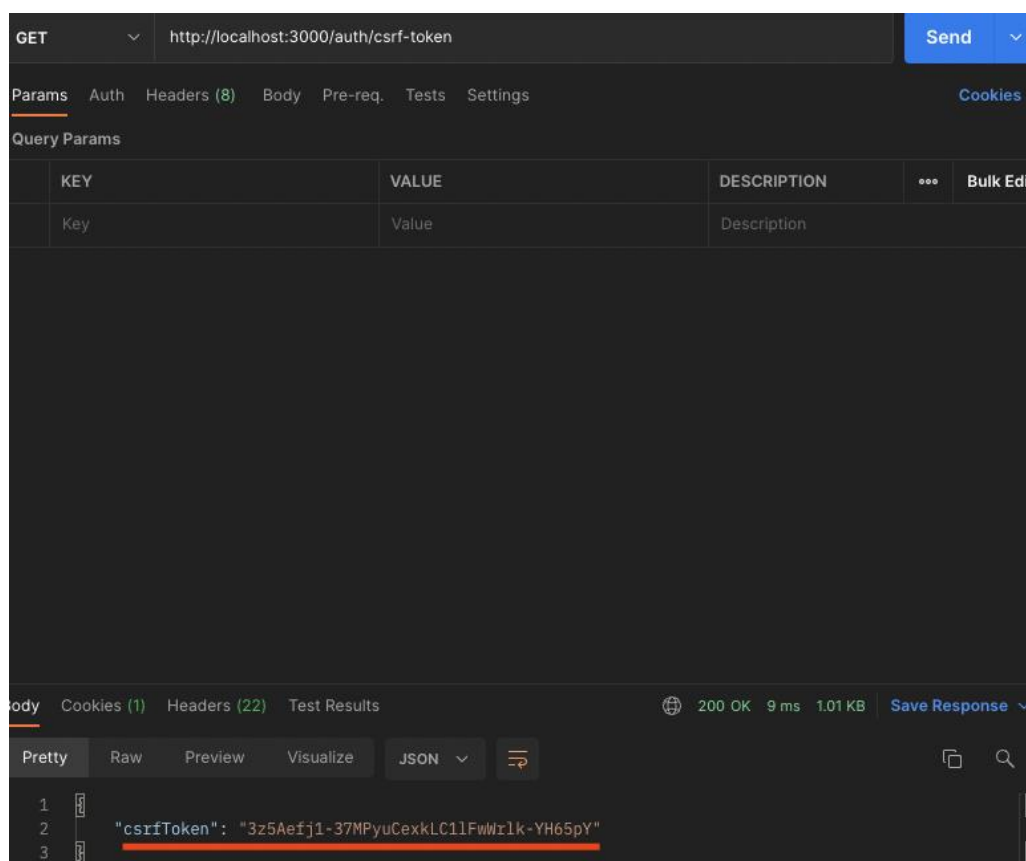 GET http://localhost:3000/auth/csrf-token Send
Params Auth Headers (8) Body Pre-req. Tests Settings Cookies
Query Params
KEY VALUE DESCRIPTION ooo Bulk Edi
Key Value Description
Body Cookies (1) Headers (22) Test Results 200 OK 9 ms 1.01 KB Save Response
Pretty Raw Preview Visualize JSON
1 {
2 "csrfToken": "3z5Aefj1-37MPyuCexkLC1lFwWrlk-YH65pY"
3 }